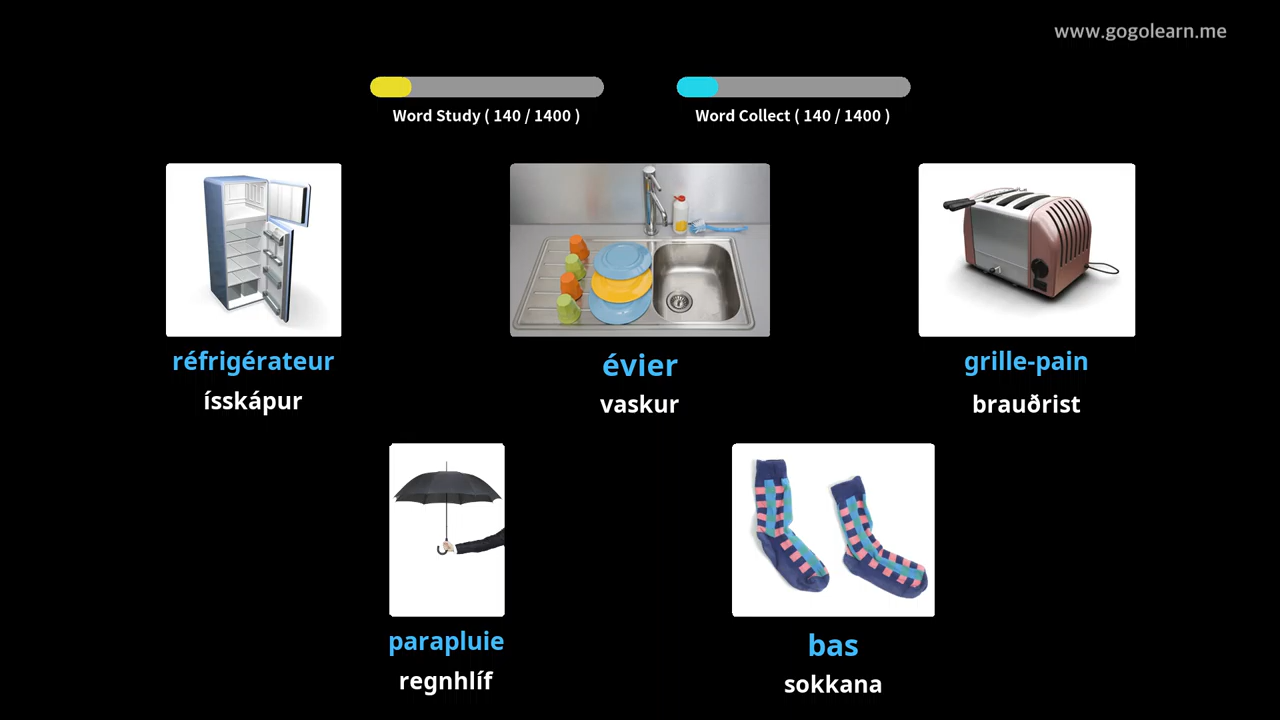 www.gogolearn.me
Word Study ( 140 / 1400 )
Word Collect ( 140 / 1400 )
réfrigérateur
évier
grille-pain
ísskápur
vaskur
brauðrist
parapluie
bas
regnhlíf
sokkana